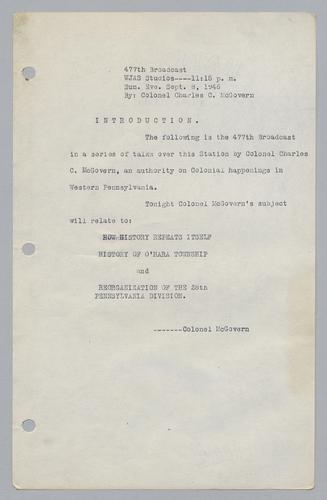 477th Broadcast
WJAS Studios----11:15 p. m.
Sun. Eve. Sept. 8, 1946
By: Colonel Charles C. McGovern
I N T R O D U C T I O N .
The following is the 477th Broadcast
in a series of talks over this Station by Colonel Charles
C. McGovern, an authority on Colonial happenings in
Western Pennsylvania.
Tonight Colonel McGovern's subject
will relate to:
HOW HISTORY REPEATS ITSELF
HISTORY OF O'HARA TOWNSHIP
and
REORGANIZATION OF THE 28th
PENNSYLVANIA DIVISION.
-------Colonel McGovern